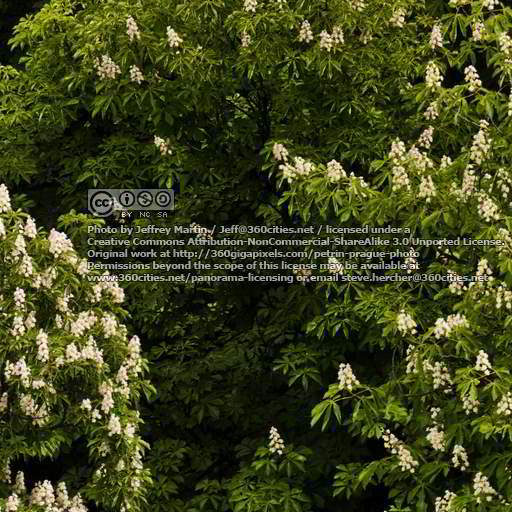 cc BY NC SA
by Jeffrey Martin / Jeff@360cities.net / licensed under a
Creative Commons Attribution-NonCommercial-ShareAlike 3.0 Unported License.
Original work at http://360gigapixels.com/petrin-prague-photo
Permissions beyond the scope of this license may be available at
www.360cities.net/panorama-licensing or email steve.hercher@360cities.net